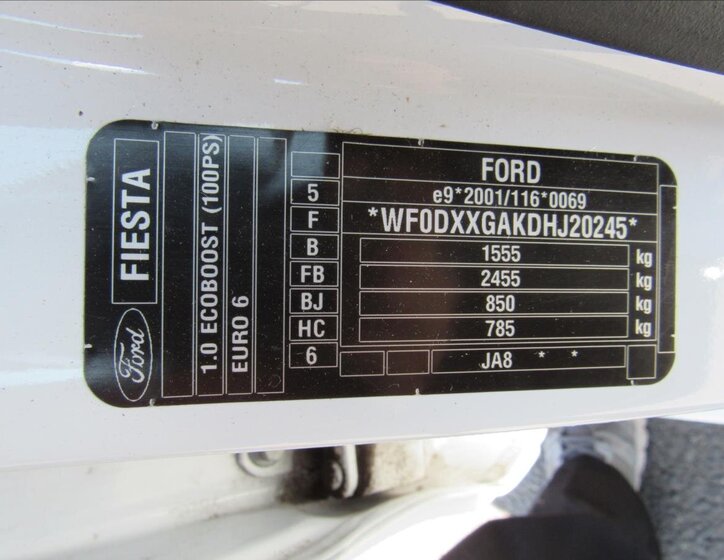 FORD
e9*2001/116*0069
*WF0DXXGAKDHJ20245*
5
F
B 1555 kg
FB 2455 kg
BJ 850 kg
HC 785 kg
6 JA8 * *
FIESTA
Ford
1.0 ECOBOOST (100PS)
EURO 6